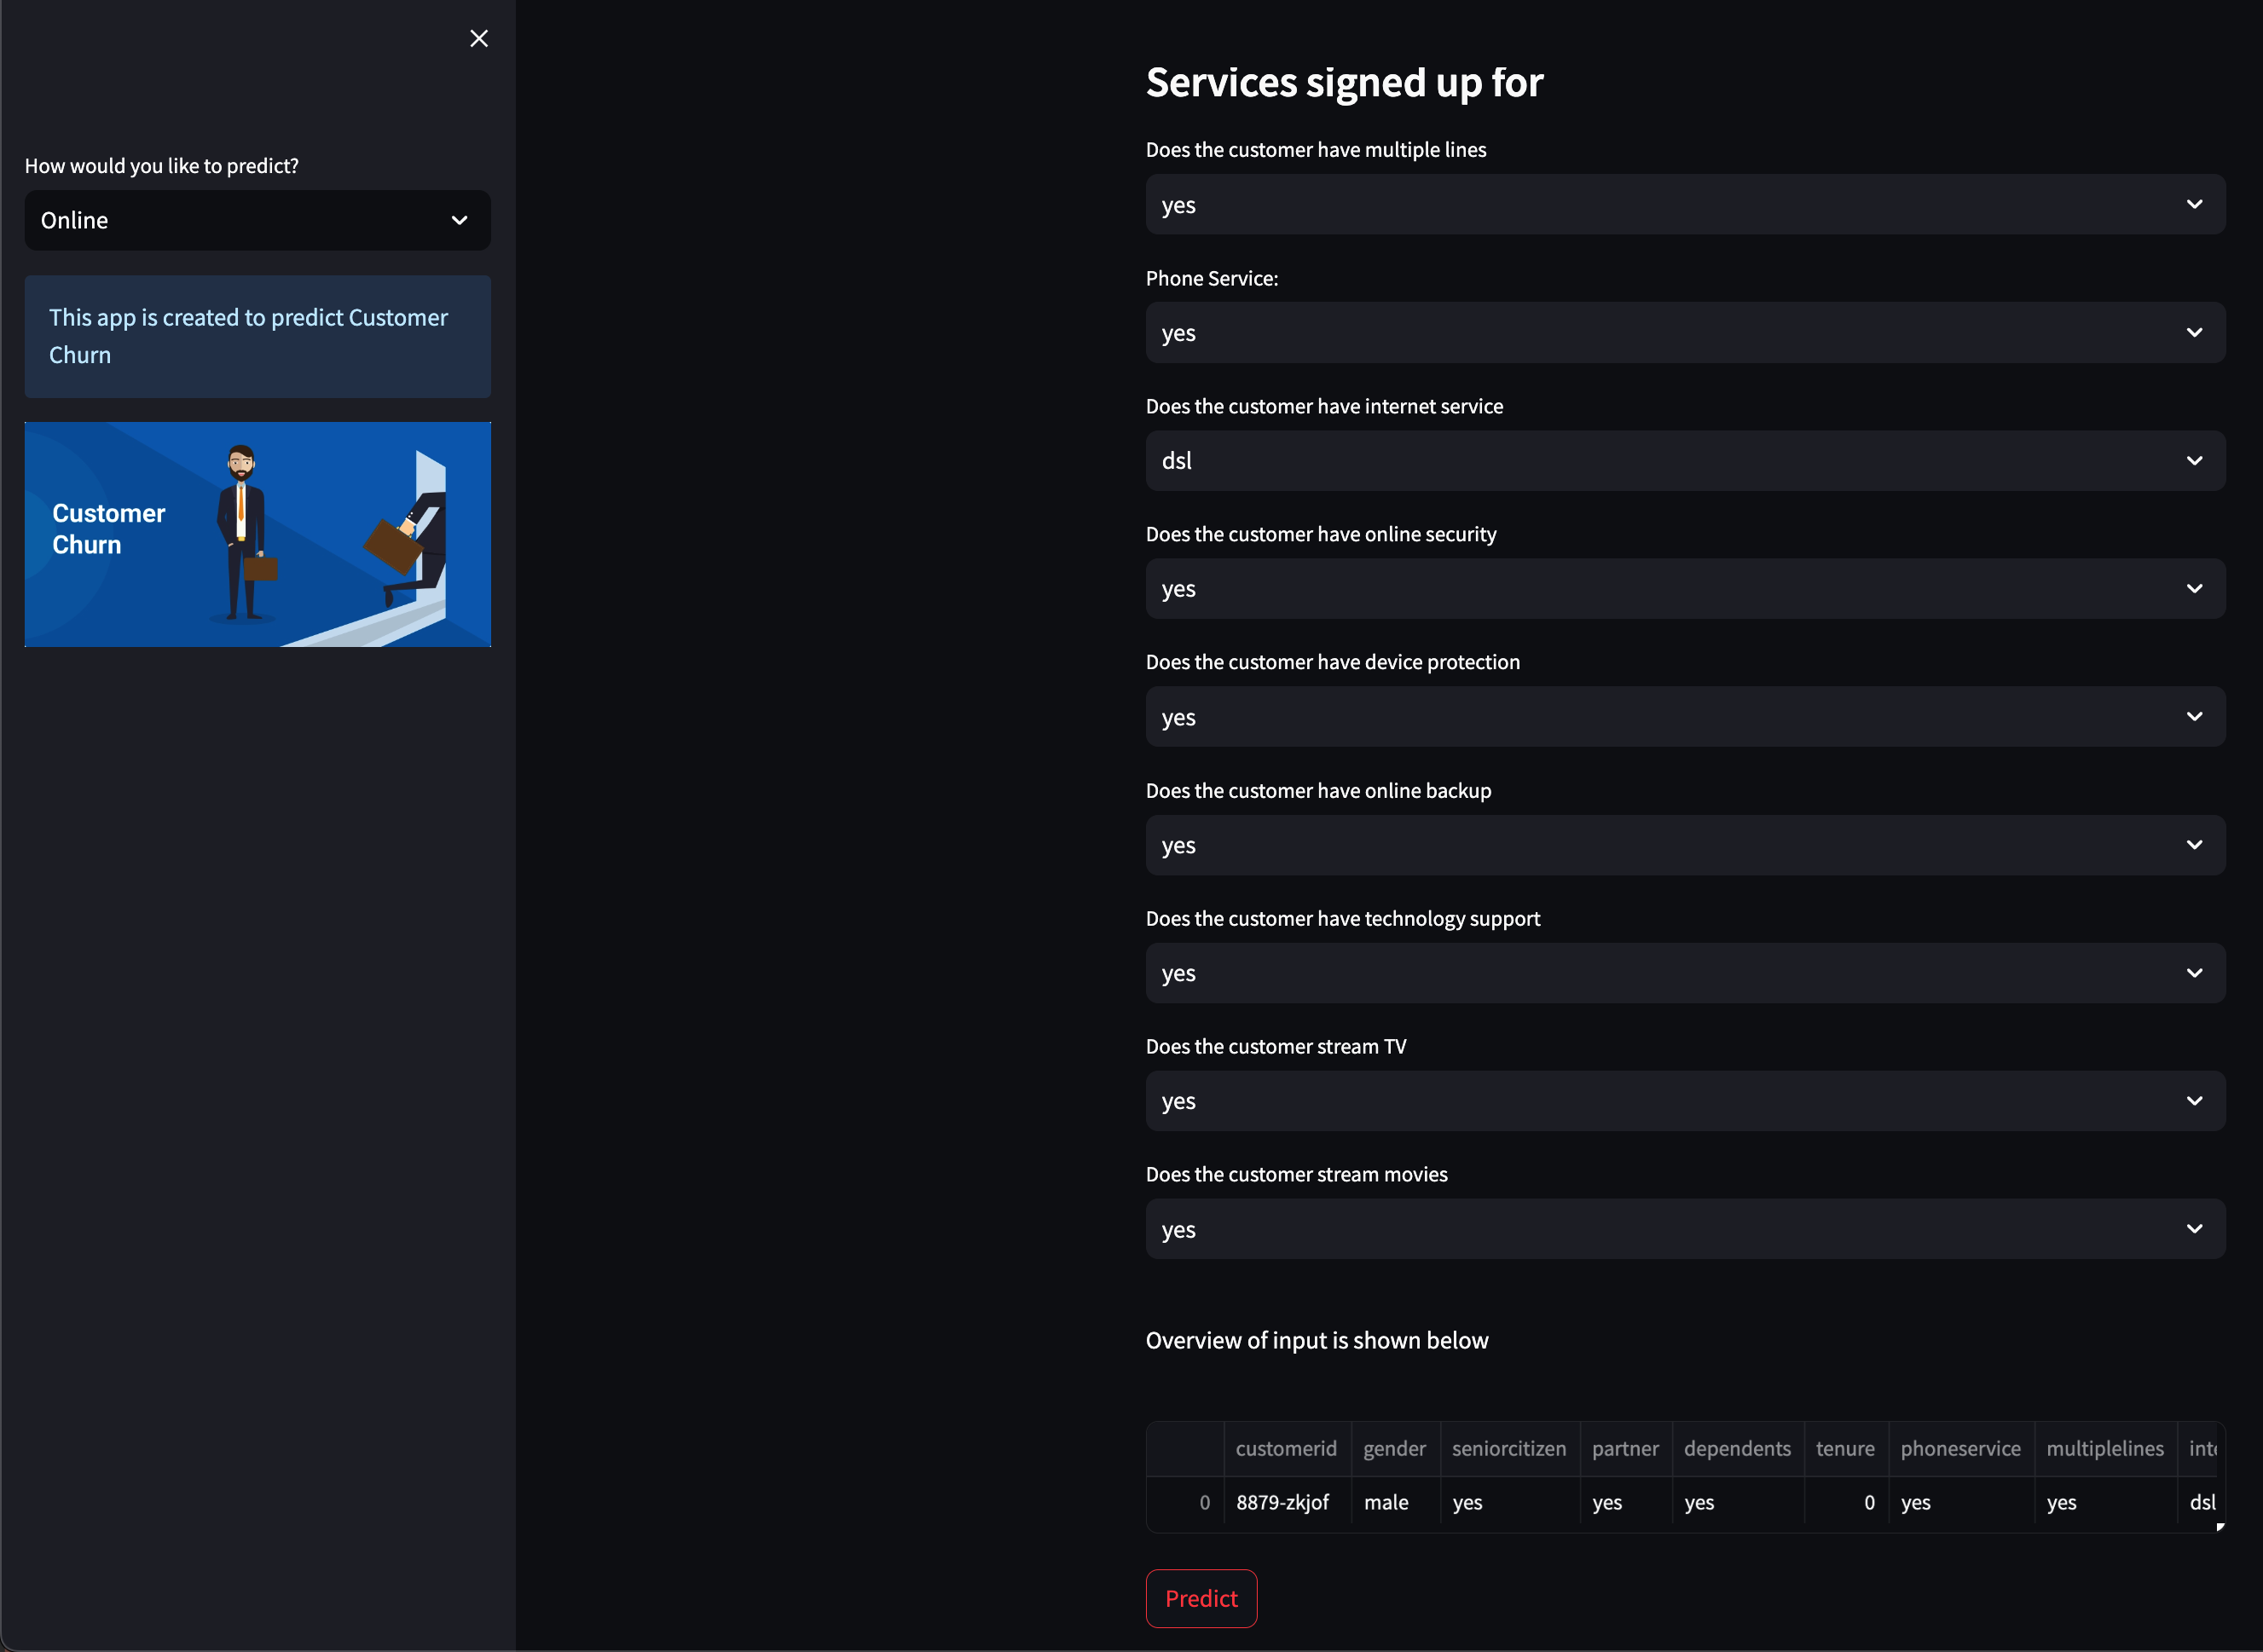 How would you like to predict?
Online
This app is created to predict Customer
Churn
Customer
Churn
Services signed up for
Does the customer have multiple lines
yes
Phone Service:
yes
Does the customer have internet service
dsl
Does the customer have online security
yes
Does the customer have device protection
yes
Does the customer have online backup
yes
Does the customer have technology support
yes
Does the customer stream TV
yes
Does the customer stream movies
yes
Overview of input is shown below
customerid gender seniorcitizen partner dependents tenure phoneservice multiplelines inte
0 8879-zkjof male yes yes yes 0 yes yes dsl
Predict